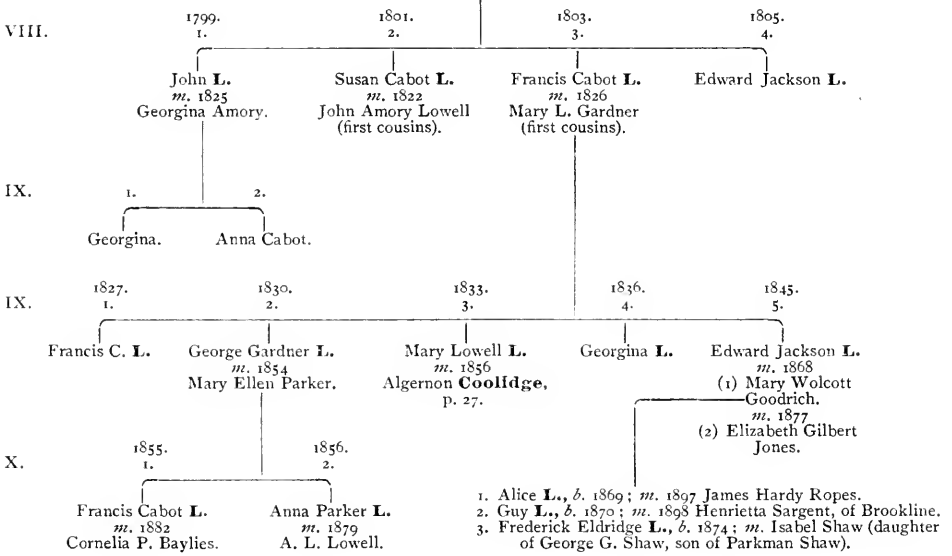 VIII.
1799. 1801. 1803. 1805.
1. 2. 3. 4.
John L. Susan Cabot L. Francis Cabot L. Edward Jackson L.
m. 1825 m. 1822 m. 1826
Georgina Amory. John Amory Lowell Mary L. Gardner
(first cousins). (first cousins).
IX.
1. 2.
Georgina. Anna Cabot.
IX.
1827. 1830. 1833. 1836. 1845.
1. 2. 3. 4. 5.
Francis C. L. George Gardner L. Mary Lowell L. Georgina L. Edward Jackson L.
m. 1854 m. 1856 m. 1868
Mary Ellen Parker. Algernon Coolidge, (1) Mary Wolcott
p. 27. Goodrich.
m. 1877
(2) Elizabeth Gilbert
Jones.
X.
1855. 1856.
1. 2.
Francis Cabot L. Anna Parker L.
m. 1882 m. 1879
Cornelia P. Baylies. A. L. Lowell.
1. Alice L., b. 1869; m. 1897 James Hardy Ropes.
2. Guy L., b. 1870; m. 1898 Henrietta Sargent, of Brookline.
3. Frederick Eldridge L., b. 1874; m. Isabel Shaw (daughter
of George G. Shaw, son of Parkman Shaw).